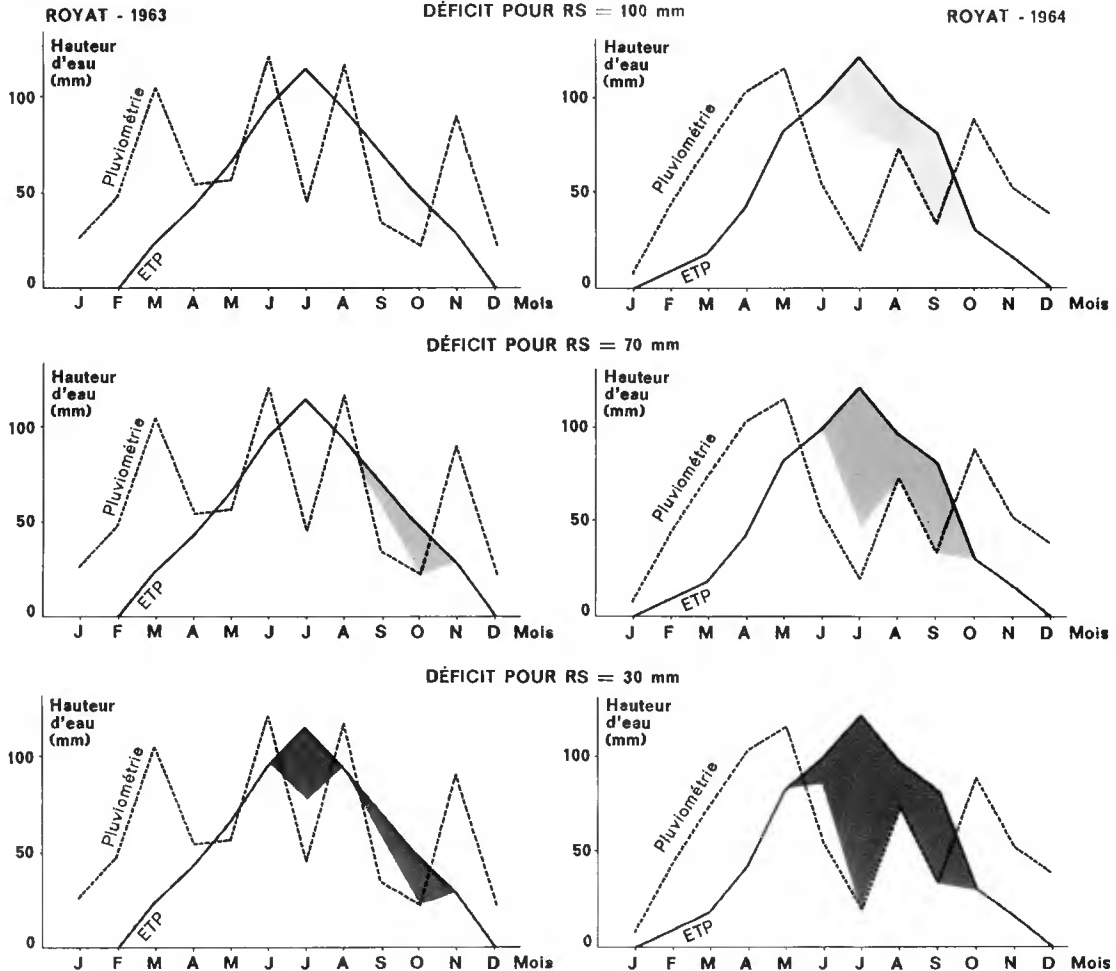 ROYAT - 1963
DÉFICIT POUR RS = 100 mm
ROYAT - 1964
Hauteur
d'eau
(mm)
100
50
0
Pluviométrie
ETP
J F M A M J J A S O N D Mois
Hauteur
d'eau
(mm)
100
50
0
Pluviométrie
ETP
J F M A M J J A S O N D Mois
DÉFICIT POUR RS = 70 mm
Hauteur
d'eau
(mm)
100
50
0
Pluviométrie
ETP
J F M A M J J A S O N D Mois
Hauteur
d'eau
(mm)
100
50
0
Pluviométrie
ETP
J F M A M J J A S O N D Mois
DÉFICIT POUR RS = 30 mm
Hauteur
d'eau
(mm)
100
50
0
Pluviométrie
ETP
J F M A M J J A S O N D Mois
Hauteur
d'eau
(mm)
100
50
0
Pluviométrie
ETP
J F M A M J J A S O N D Mois